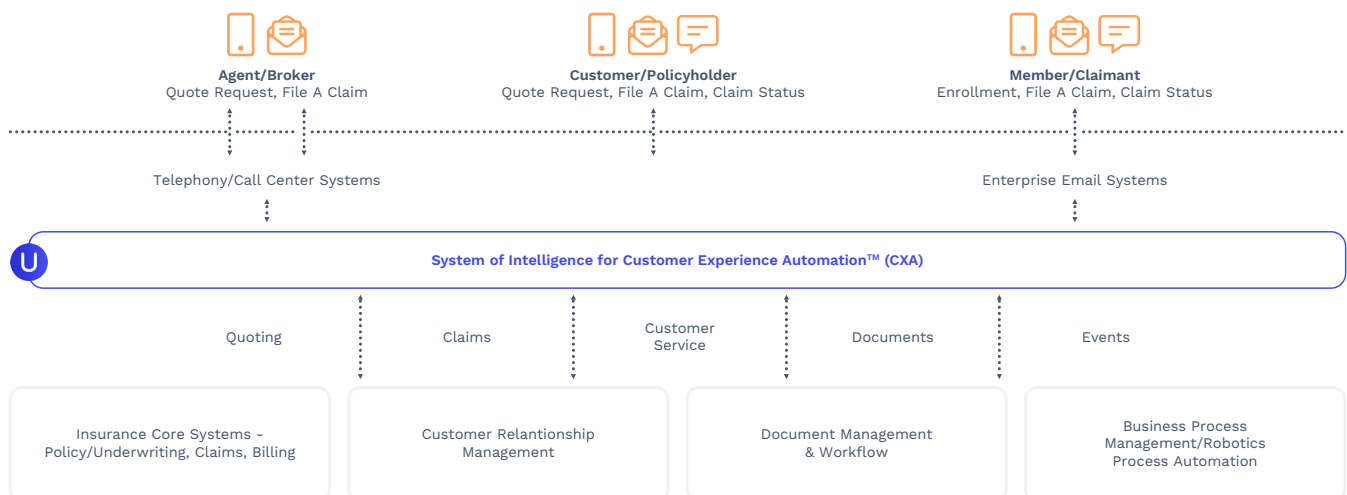 Agent/Broker
Quote Request, File A Claim
Customer/Policyholder
Quote Request, File A Claim, Claim Status
Member/Claimant
Enrollment, File A Claim, Claim Status
Telephony/Call Center Systems
Enterprise Email Systems
U
System of Intelligence for Customer Experience Automation™ (CXA)
Quoting
Claims
Customer
Service
Documents
Events
Insurance Core Systems -
Policy/Underwriting, Claims, Billing
Customer Relantionship
Management
Document Management
& Workflow
Business Process
Management/Robotics
Process Automation